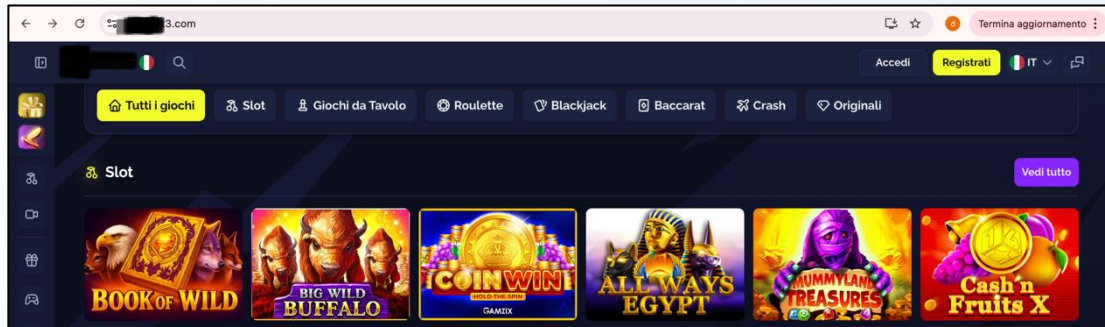 3.com
d
Termina aggiornamento
Accedi
Registrati
IT
Tutti i giochi
Slot
Giochi da Tavolo
Roulette
Blackjack
Baccarat
Crash
Originali
Slot
Vedi tutto
BOOK OF WILD
BIG WILD
BUFFALO
COIN WIN
HOLD THE SPIN
GAMZIX
ALL WAYS
EGYPT
MUMMYLAND
TREASURES
Cash'n
Fruits X